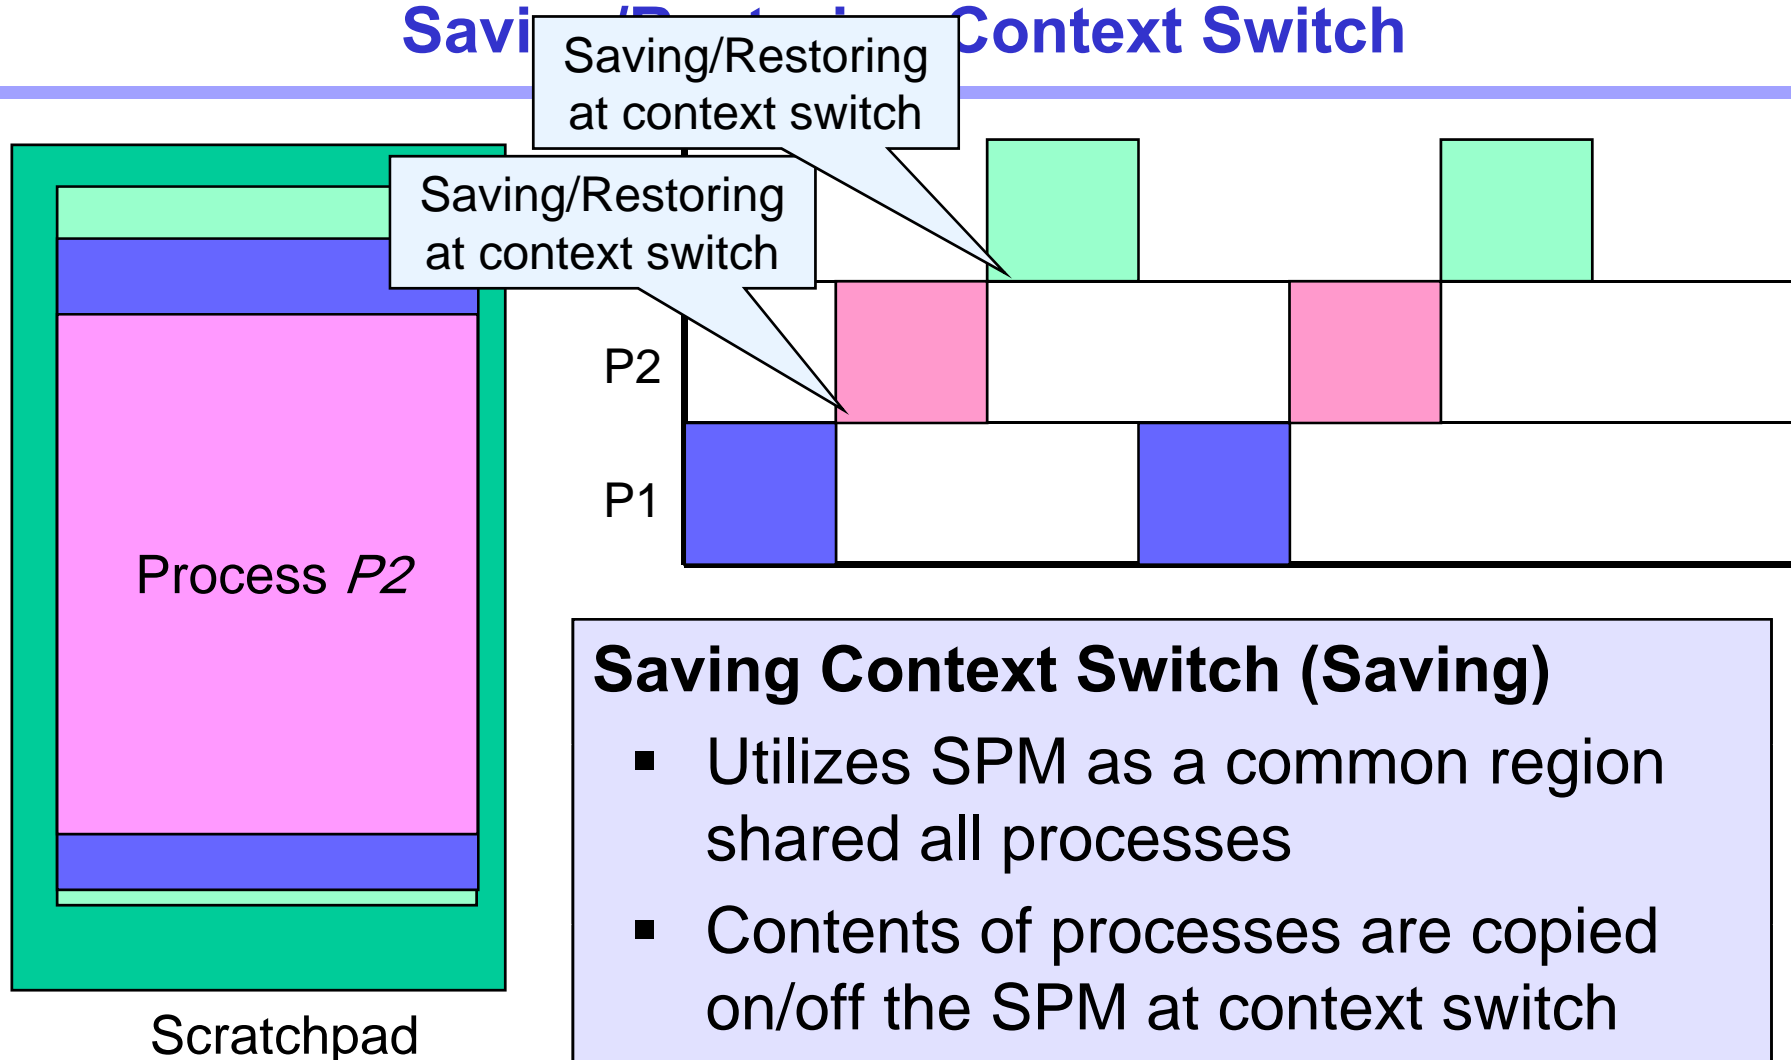 Savi Context Switch
Saving/Restoring
at context switch
Saving/Restoring
at context switch
P2
P1
Process P2
Scratchpad
Saving Context Switch (Saving)
▪ Utilizes SPM as a common region
shared all processes
▪ Contents of processes are copied
on/off the SPM at context switch